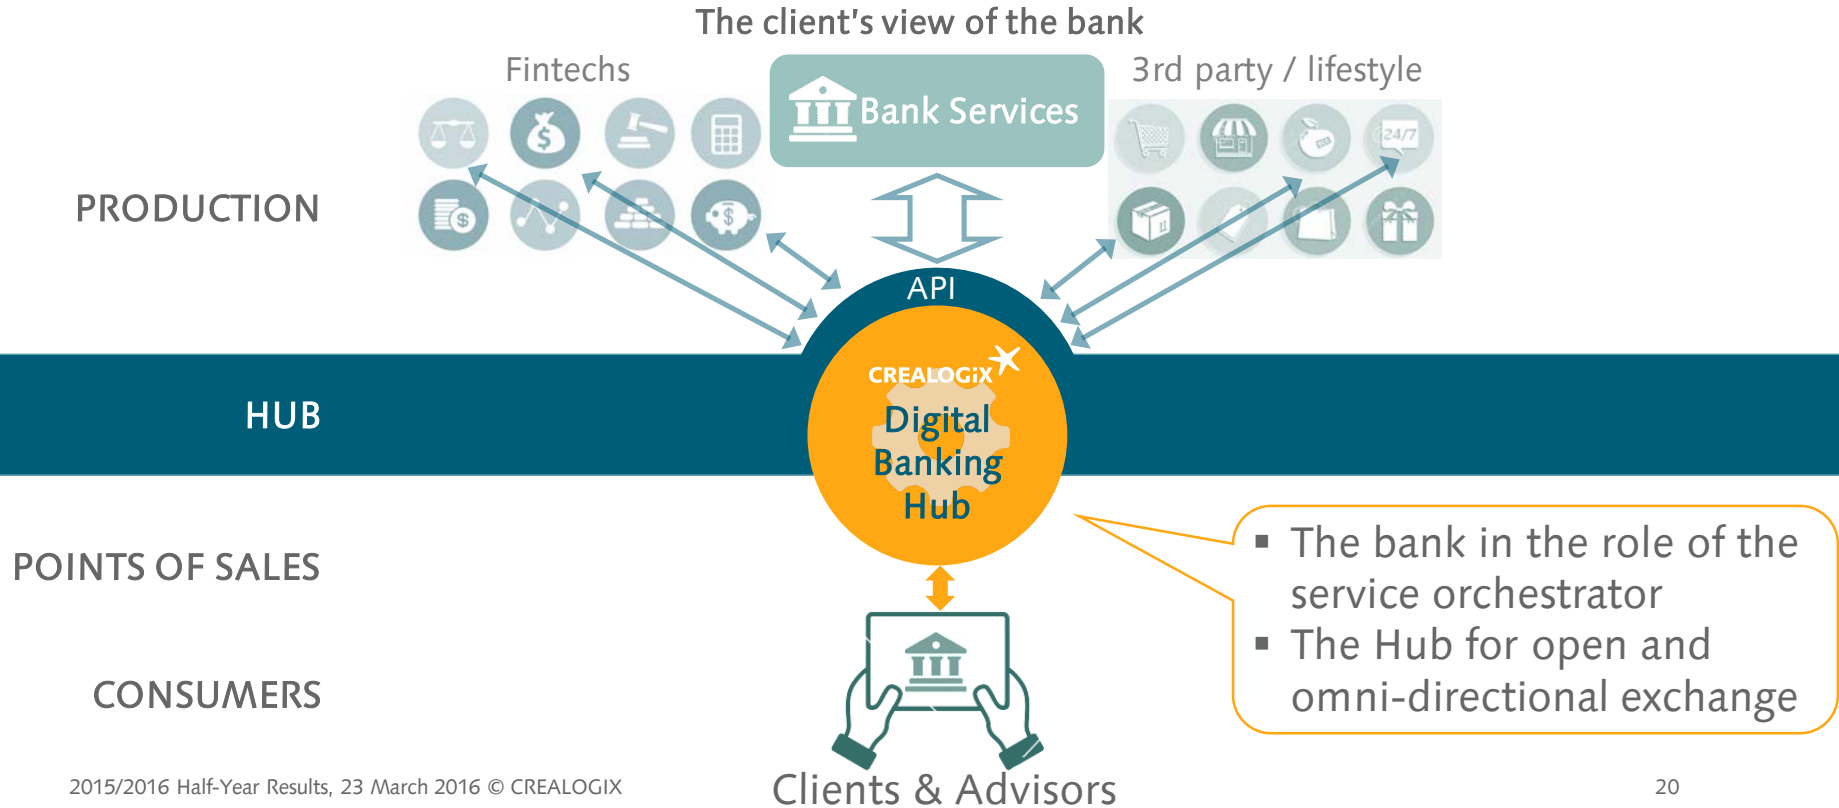 The client's view of the bank
Fintechs
Bank Services
3rd party / lifestyle
24/7
PRODUCTION
API
CREALOGIX
HUB
Digital
Banking
Hub
POINTS OF SALES
▪ The bank in the role of the
service orchestrator
▪ The Hub for open and
omni-directional exchange
CONSUMERS
Clients & Advisors
2015/2016 Half-Year Results, 23 March 2016 © CREALOGIX
20